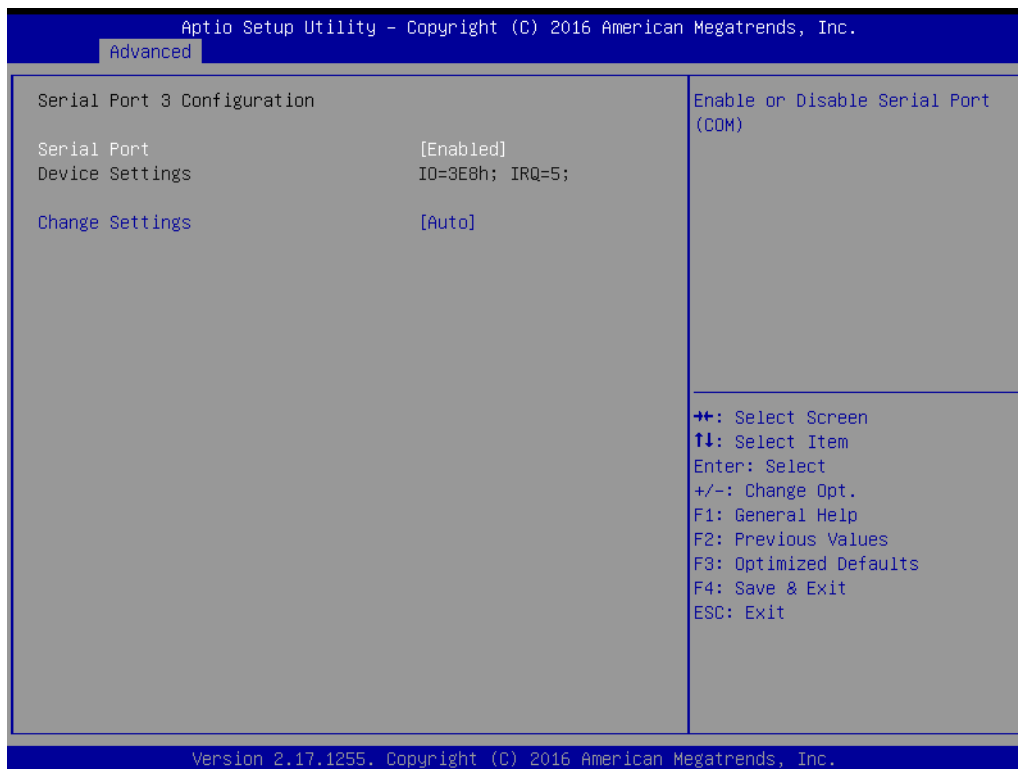 Aptio Setup Utility – Copyright (C) 2016 American Megatrends, Inc.
Advanced
Serial Port 3 Configuration
Serial Port [Enabled]
Device Settings IO=3E8h; IRQ=5;
Change Settings [Auto]
Enable or Disable Serial Port
(COM)
→←: Select Screen
↑↓: Select Item
Enter: Select
+/-: Change Opt.
F1: General Help
F2: Previous Values
F3: Optimized Defaults
F4: Save & Exit
ESC: Exit
Version 2.17.1255. Copyright (C) 2016 American Megatrends, Inc.